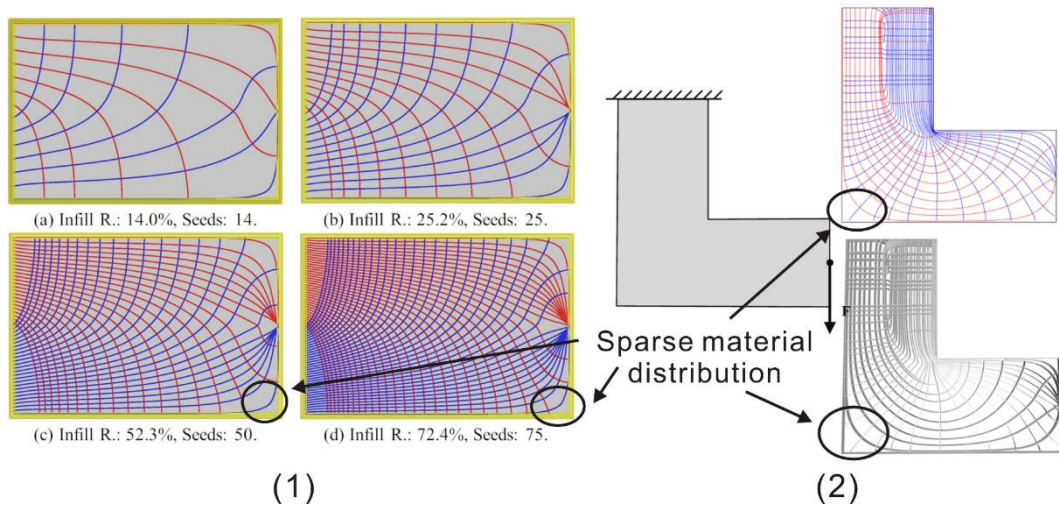 (a) Infill R.: 14.0%, Seeds: 14.
(b) Infill R.: 25.2%, Seeds: 25.
(c) Infill R.: 52.3%, Seeds: 50.
(d) Infill R.: 72.4%, Seeds: 75.
F
Sparse material
distribution
(1)
(2)